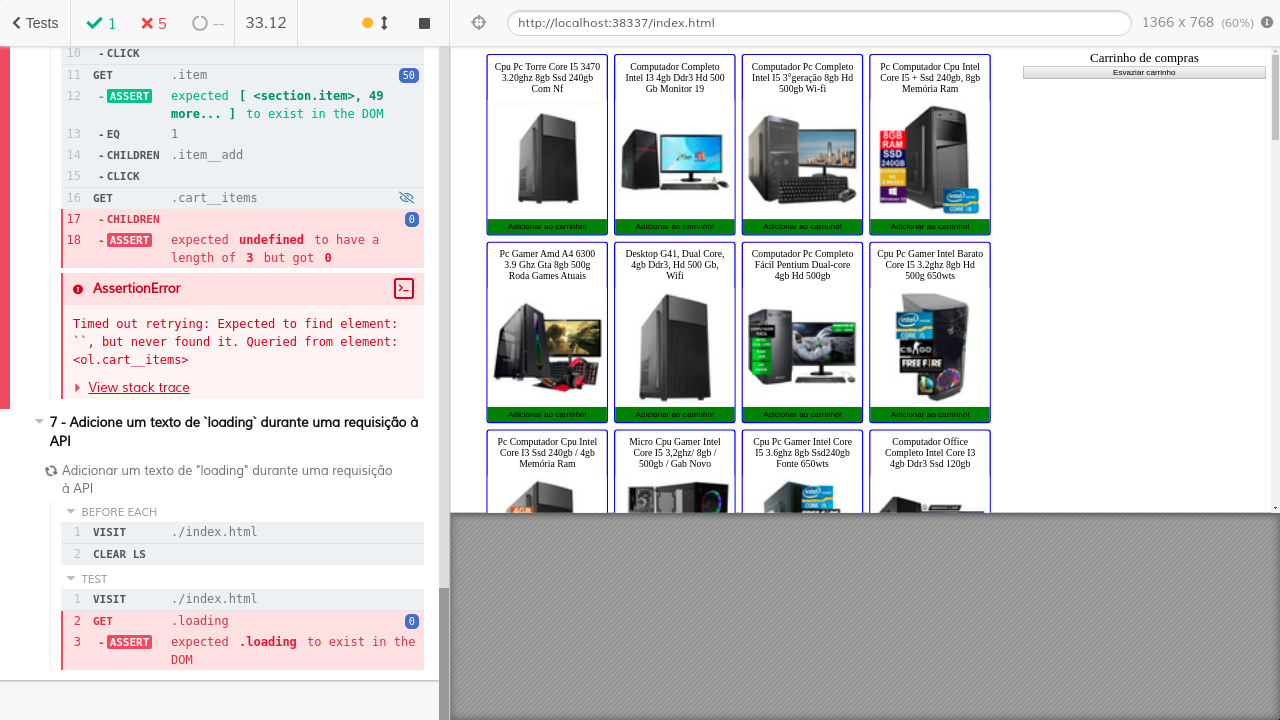 Tests
1
5
--
33.12
http://localhost:38337/index.html
1366 x 768 (60%)
10 - CLICK
11 GET .item 50
12 - ASSERT expected [ <section.item>, 49
more... ] to exist in the DOM
13 - EQ 1
14 - CHILDREN .item__add
15 - CLICK
16 GET .cart__items
17 - CHILDREN 0
18 - ASSERT expected undefined to have a
length of 3 but got 0
AssertionError
Timed out retrying: Expected to find element:
``, but never found it. Queried from element:
<ol.cart__items>
View stack trace
7 - Adicione um texto de `loading` durante uma requisição à
API
Adicionar um texto de "loading" durante uma requisição
à API
BEFORE EACH
1 VISIT ./index.html
2 CLEAR LS
TEST
1 VISIT ./index.html
2 GET .loading 0
3 - ASSERT expected .loading to exist in the
DOM
Cpu Pc Torre Core I5 3470
3.20ghz 8gb Ssd 240gb
Com Nf
Adicionar ao carrinho!
Computador Completo
Intel I3 4gb Ddr3 Hd 500
Gb Monitor 19
Adicionar ao carrinho!
Computador Pc Completo
Intel I5 3°geração 8gb Hd
500gb Wi-fi
Adicionar ao carrinho!
Pc Computador Cpu Intel
Core I5 + Ssd 240gb, 8gb
Memória Ram
8GB
RAM
SSD
240GB
Adicionar ao carrinho!
Pc Gamer Amd A4 6300
3.9 Ghz Gta 8gb 500g
Roda Games Atuais
Adicionar ao carrinho!
Desktop G41, Dual Core,
4gb Ddr3, Hd 500 Gb,
Wifi
Adicionar ao carrinho!
Computador Pc Completo
Fácil Pentium Dual-core
4gb Hd 500gb
Adicionar ao carrinho!
Cpu Pc Gamer Intel Barato
Core I5 3.2ghz 8gb Hd
500g 650wts
intel
CORE i5
CS:GO
FREE FIRE
Adicionar ao carrinho!
Pc Computador Cpu Intel
Core I3 Ssd 240gb / 4gb
Memória Ram
4GB
Micro Cpu Gamer Intel
Core I5 3,2ghz/ 8gb /
500gb / Gab Novo
Cpu Pc Gamer Intel Core
I5 3.6ghz 8gb Ssd240gb
Fonte 650wts
intel
Computador Office
Completo Intel Core I3
4gb Ddr3 Ssd 120gb
Carrinho de compras
Esvaziar carrinho